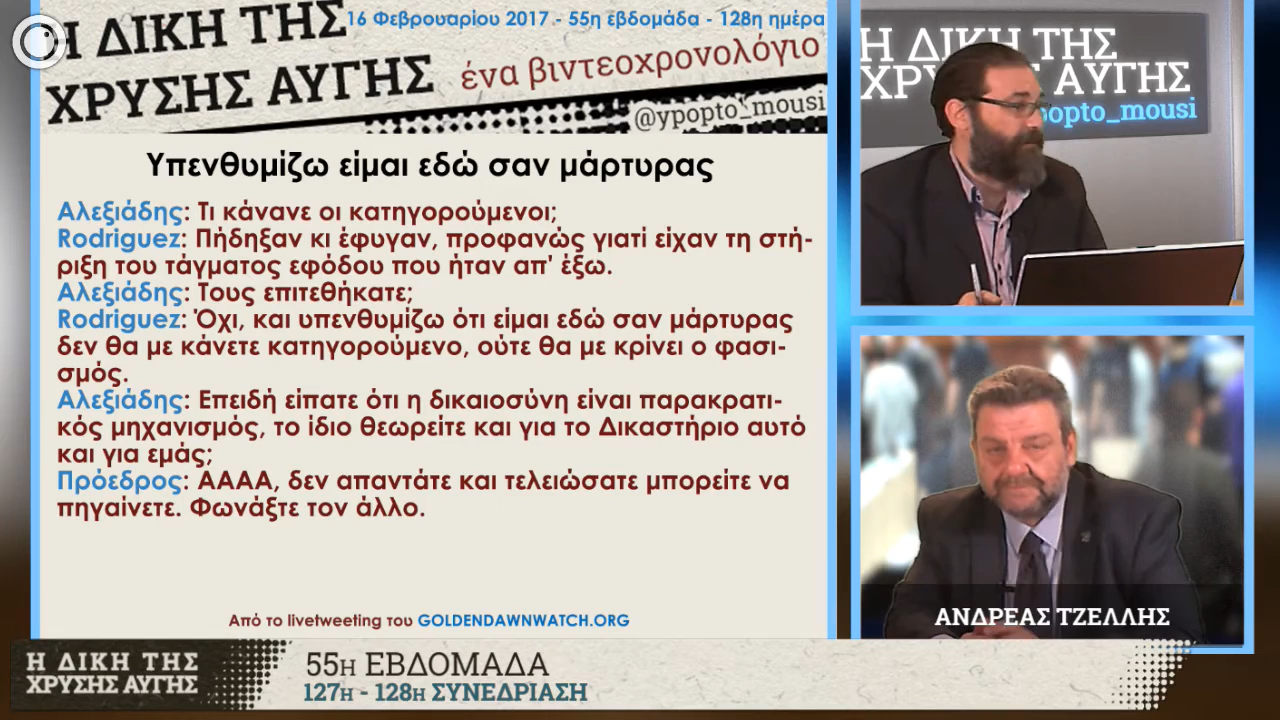 Η ΔΙΚΗ ΤΗΣ
16 Φεβρουαρίου 2017 - 55η εβδομάδα - 128η ημέρα
ΧΡΥΣΗΣ ΑΥΓΗΣ ένα βιντεοχρονολόγιο
@ypopto_mousi
Υπενθυμίζω είμαι εδώ σαν μάρτυρας
Αλεξιάδης: Τι κάνανε οι κατηγορούμενοι;
Rodriguez: Πήδηξαν κι έφυγαν, προφανώς γιατί είχαν τη στή-
ριξη του τάγματος εφόδου που ήταν απ' έξω.
Αλεξιάδης: Τους επιτεθήκατε;
Rodriguez: Όχι, και υπενθυμίζω ότι είμαι εδώ σαν μάρτυρας
δεν θα με κάνετε κατηγορούμενο, ούτε θα με κρίνει ο φασι-
σμός.
Αλεξιάδης: Επειδή είπατε ότι η δικαιοσύνη είναι παρακρατι-
κός μηχανισμός, το ίδιο θεωρείτε και για το Δικαστήριο αυτό
και για εμάς;
Πρόεδρος: ΑΑΑΑ, δεν απαντάτε και τελειώσατε μπορείτε να
πηγαίνετε. Φωνάξτε τον άλλο.
Από το livetweeting του GOLDENDAWNWATCH.ORG
Η ΔΙΚΗ ΤΗΣ
ΑΥΓΗΣ
ypopto_mousi
ΑΝΔΡΕΑΣ ΤΖΕΛΛΗΣ
Η ΔΙΚΗ ΤΗΣ
ΧΡΥΣΗΣ ΑΥΓΗΣ
55Η ΕΒΔΟΜΑΔΑ
127Η - 128Η ΣΥΝΕΔΡΙΑΣΗ